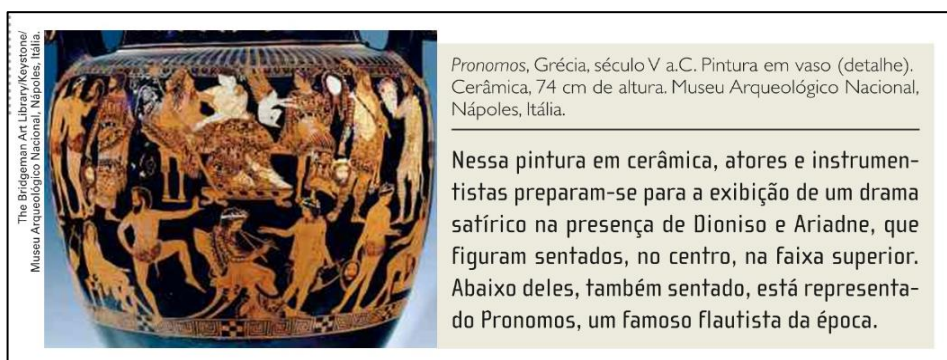 The Bridgeman Art Library/Keystone/
Museu Arqueológico Nacional, Nápoles, Itália.
Pronomos, Grécia, século V a.C. Pintura em vaso (detalhe).
Cerâmica, 74 cm de altura. Museu Arqueológico Nacional,
Nápoles, Itália.
Nessa pintura em cerâmica, atores e instrumen-
tistas preparam-se para a exibição de um drama
satírico na presença de Dioniso e Ariadne, que
figuram sentados, no centro, na faixa superior.
Abaixo deles, também sentado, está representa-
do Pronomos, um famoso flautista da época.